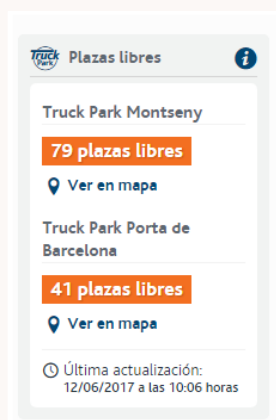 Truck Park
Plazas libres
i
Truck Park Montseny
79 plazas libres
Ver en mapa
Truck Park Porta de
Barcelona
41 plazas libres
Ver en mapa
Última actualización:
12/06/2017 a las 10:06 horas